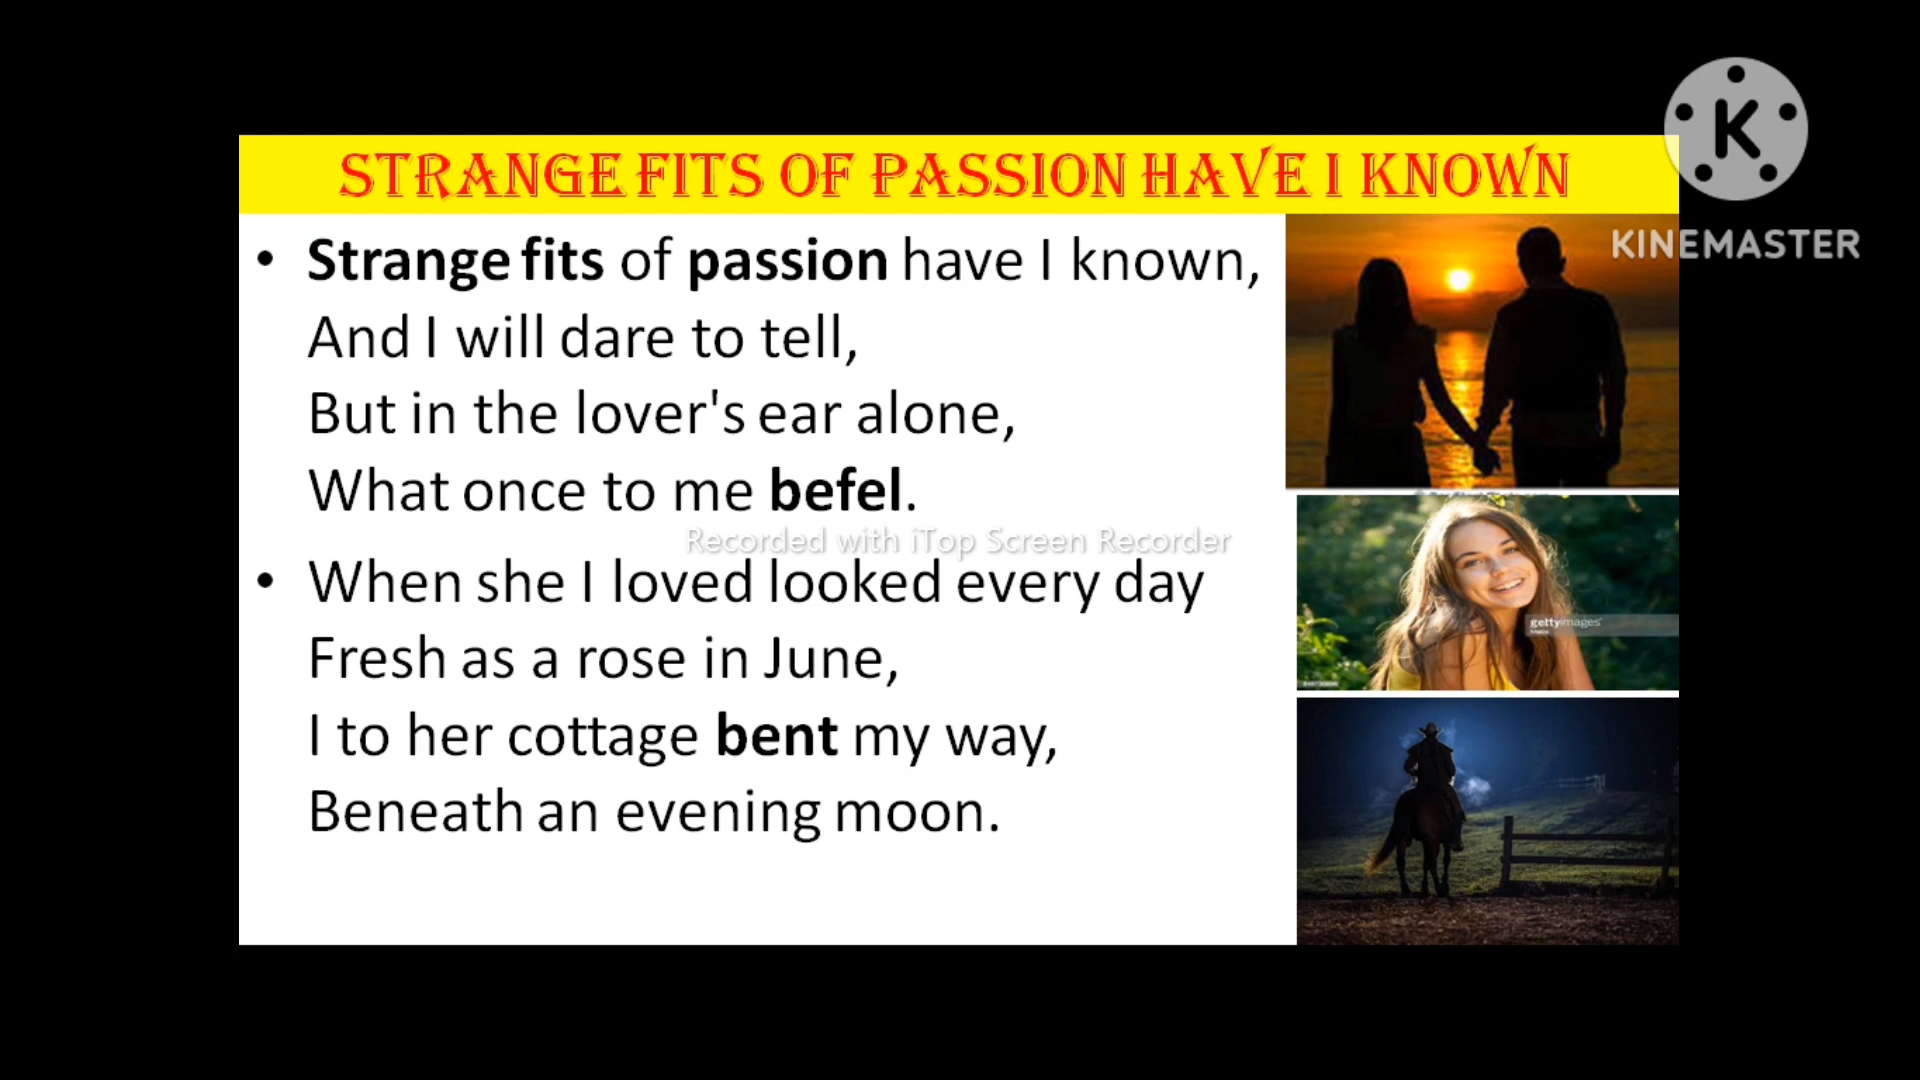 STRANGE FITS OF PASSION HAVE I KNOWN
K
KINEMASTER
• Strange fits of passion have I known,
And I will dare to tell,
But in the lover's ear alone,
What once to me befel.
Recorded with iTop Screen Recorder
• When she I loved looked every day
Fresh as a rose in June,
I to her cottage bent my way,
Beneath an evening moon.
gettyimages